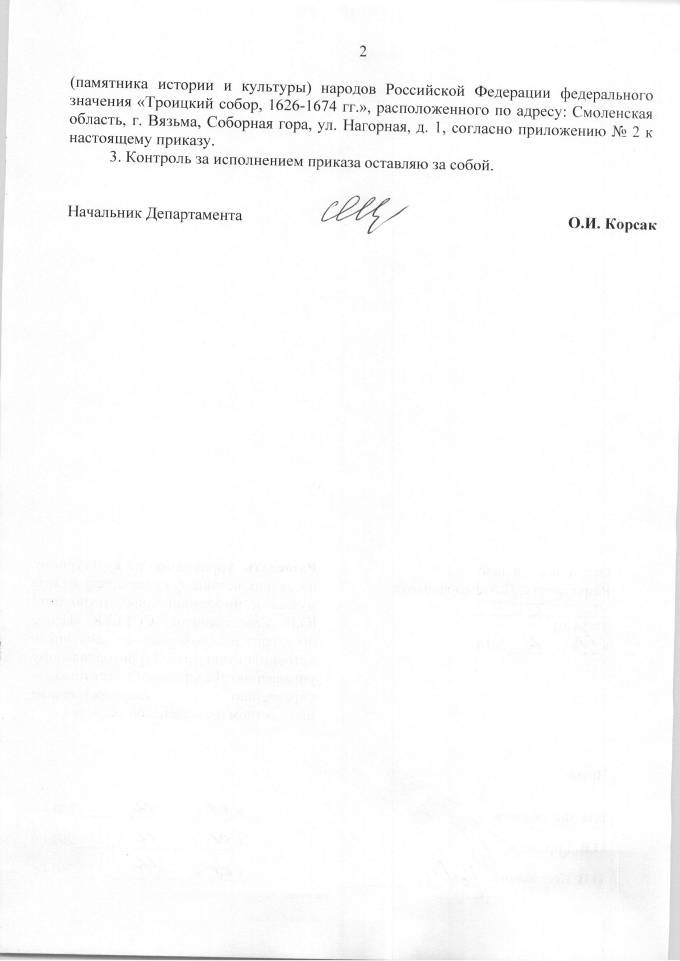 2
(памятника истории и культуры) народов Российской Федерации федерального
значения «Троицкий собор, 1626-1674 гг.», расположенного по адресу: Смоленская
область, г. Вязьма, Соборная гора, ул. Нагорная, д. 1, согласно приложению № 2 к
настоящему приказу.
3. Контроль за исполнением приказа оставляю за собой.
Начальник Департамента
О.И. Корсак